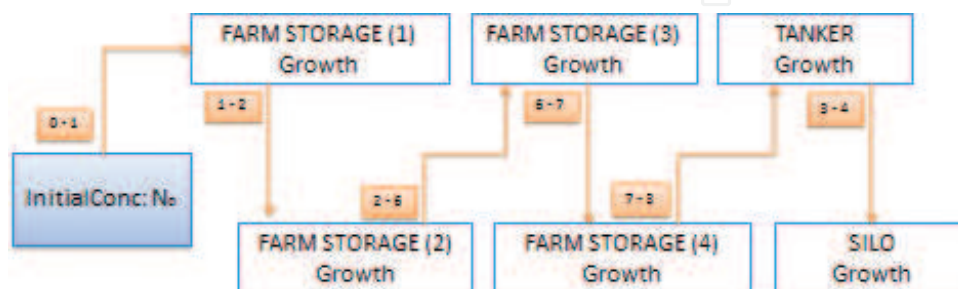 FARM STORAGE (1)
Growth
FARM STORAGE (3)
Growth
TANKER
Growth
0 - 1
1 - 2
6 - 7
3 - 4
InitialConc: N₀
2 - 6
7 - 3
FARM STORAGE (2)
Growth
FARM STORAGE (4)
Growth
SILO
Growth